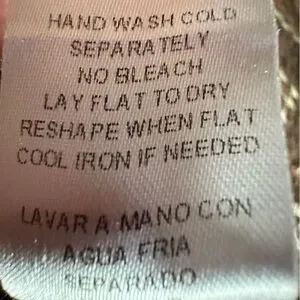 HAND WASH COLD
SEPARATELY
NO BLEACH
LAY FLAT TO DRY
RESHAPE WHEN FLAT
COOL IRON IF NEEDED
LAVAR A MANO CON
AGUA FRIA
SEPARADO